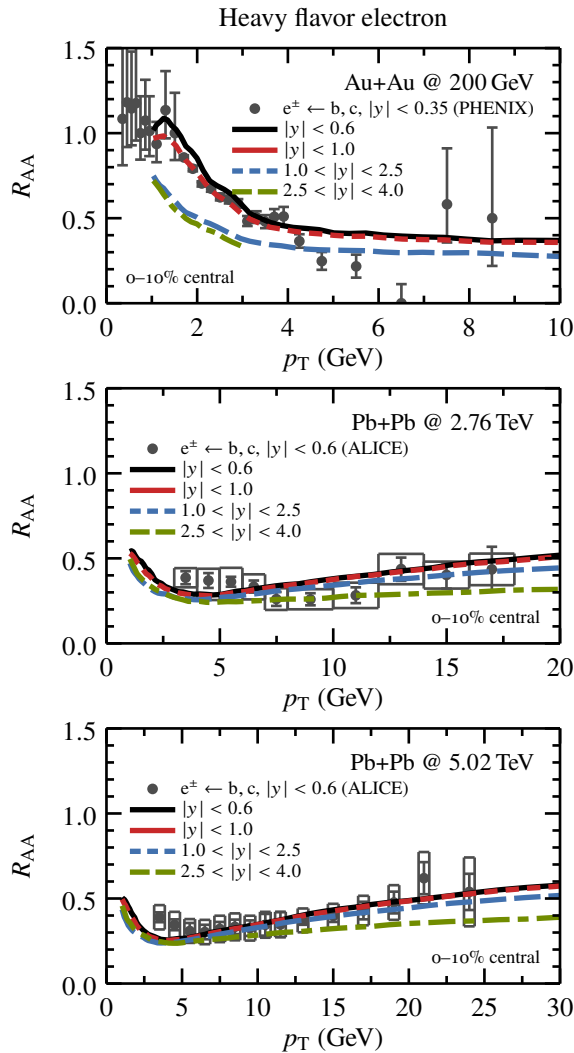 Heavy flavor electron
1.5
Au+Au @ 200 GeV
e± ← b, c, |y| < 0.35 (PHENIX)
|y| < 0.6
|y| < 1.0
1.0 < |y| < 2.5
2.5 < |y| < 4.0
1.0
R_AA
0.5
0–10% central
0.0
0 2 4 6 8 10
p_T (GeV)
1.5
Pb+Pb @ 2.76 TeV
e± ← b, c, |y| < 0.6 (ALICE)
|y| < 0.6
|y| < 1.0
1.0 < |y| < 2.5
2.5 < |y| < 4.0
1.0
R_AA
0.5
0–10% central
0.0
0 5 10 15 20
p_T (GeV)
1.5
Pb+Pb @ 5.02 TeV
e± ← b, c, |y| < 0.6 (ALICE)
|y| < 0.6
|y| < 1.0
1.0 < |y| < 2.5
2.5 < |y| < 4.0
1.0
R_AA
0.5
0–10% central
0.0
0 5 10 15 20 25 30
p_T (GeV)